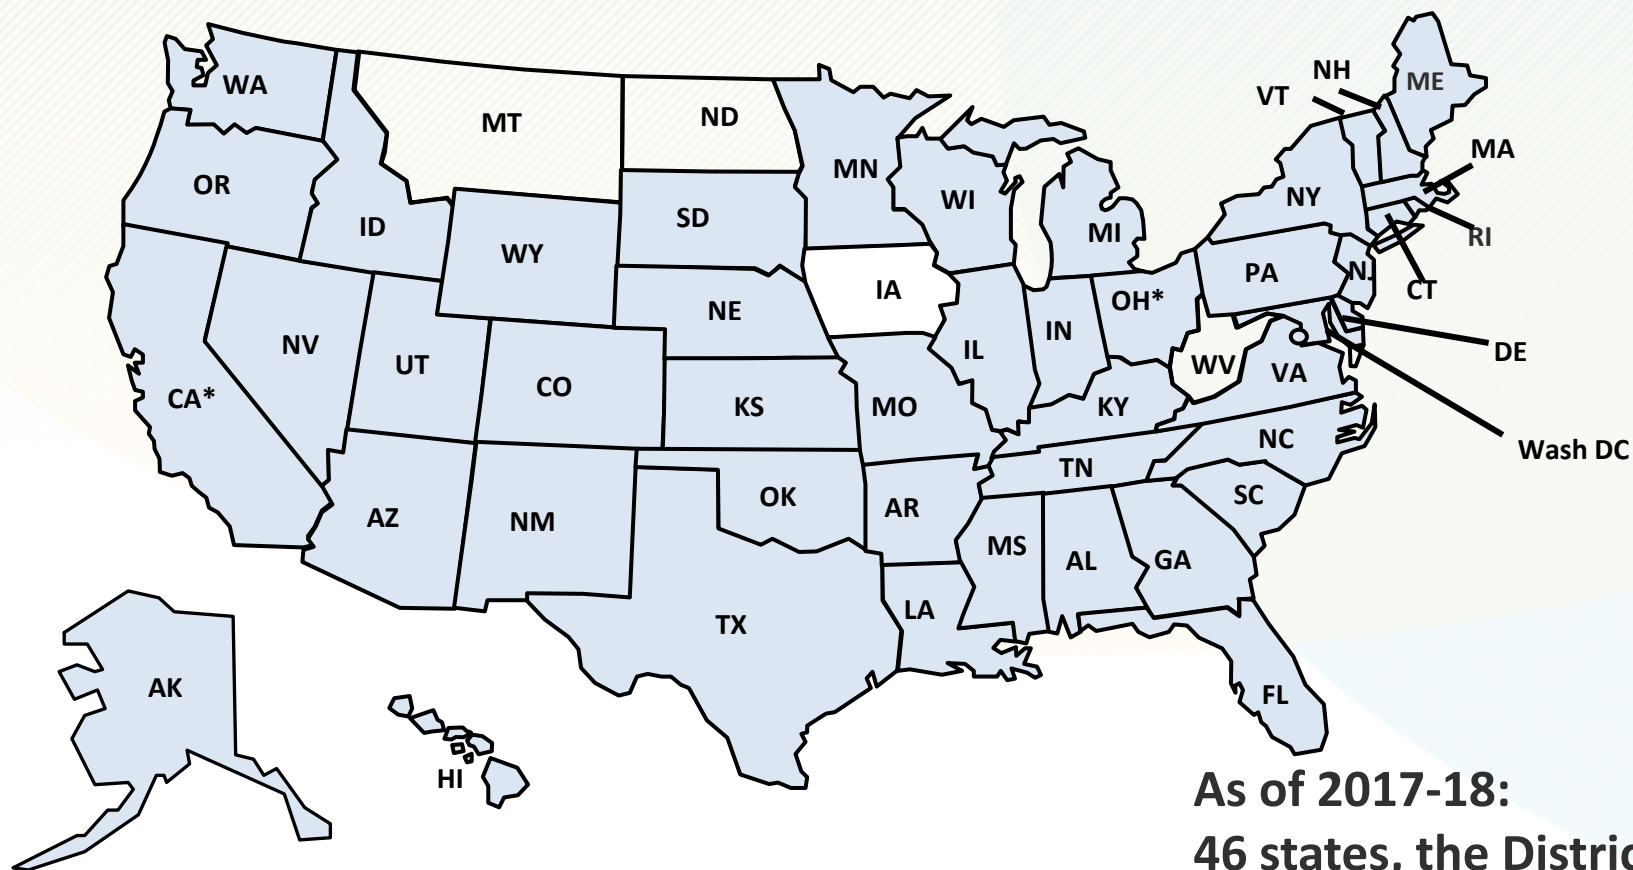 NH
ME
VT
WA
MT
ND
MA
MN
OR
WI
NY
SD
ID
MI
RI
WY
PA
NJ
IA
CT
OH*
NE
IN
NV
IL
DE
UT
WV
VA
CO
CA*
KS
MO
KY
NC
Wash DC
TN
OK
SC
AR
AZ
NM
MS
AL
GA
LA
TX
AK
FL
HI
As of 2017-18:
46 states, the Distric